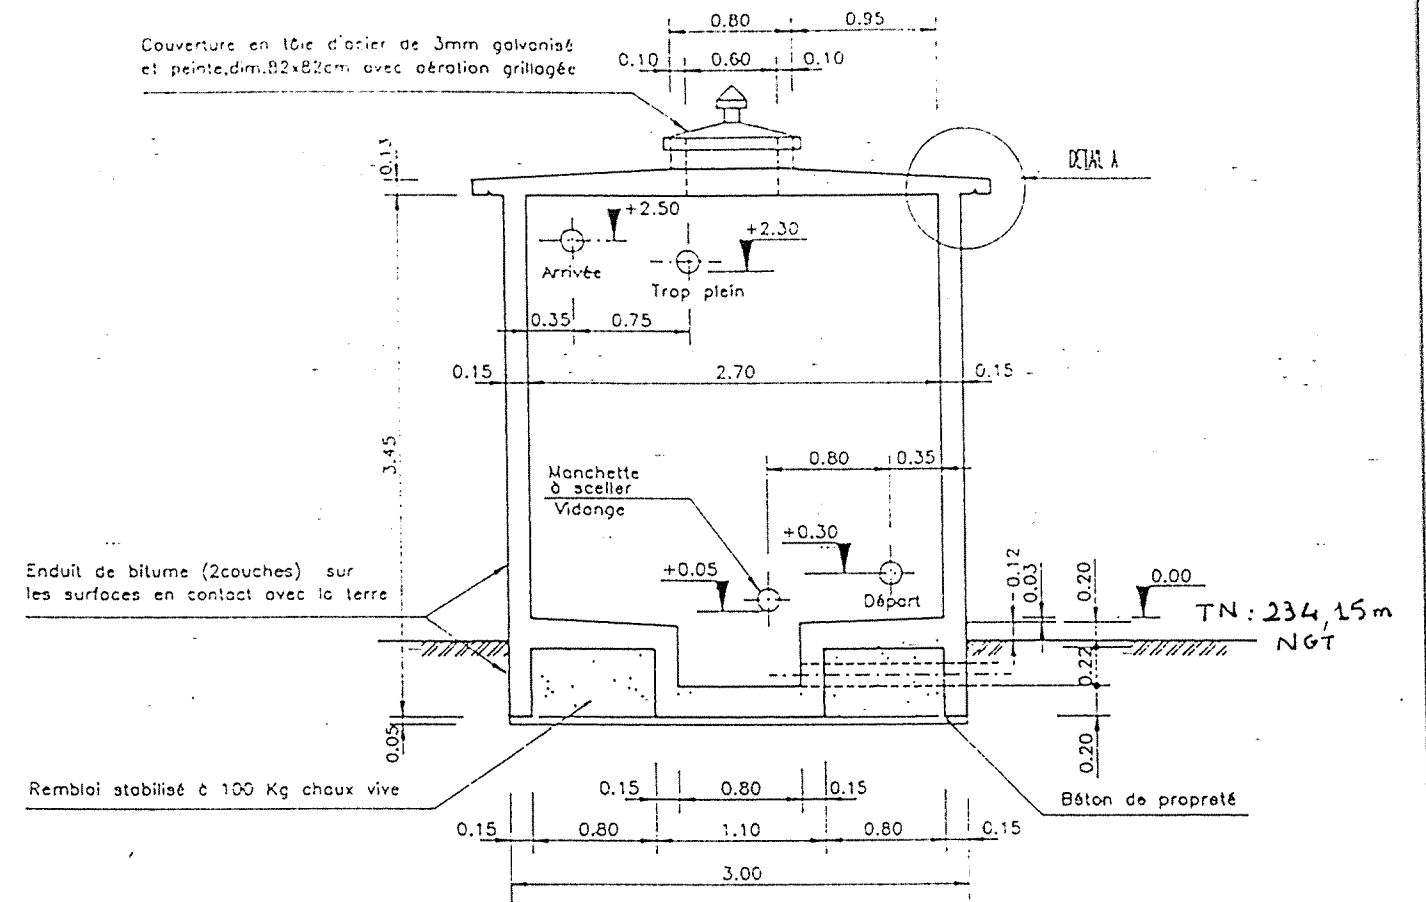 0.80
0.95
Couverture en tôle d'acier de 3mm galvanisé
et peinte,dim.82x82cm avec aération grillagée
0.10
0.60
0.10
0.13
DETAIL A
+2.50
+2.30
Arrivée
Trop plein
0.35
0.75
0.15
2.70
0.15
3.45
0.80
0.35
Manchette
à sceller
Vidange
+0.30
+0.05
Départ
0.12
0.03
0.20
0.00
TN : 234,15m
NGT
Enduit de bitume (2couches) sur
les surfaces en contact avec la terre
0.22
0.05
0.20
Remblai stabilisé à 100 Kg chaux vive
0.15
0.80
0.15
Béton de propreté
0.15
0.80
1.10
0.80
0.15
3.00